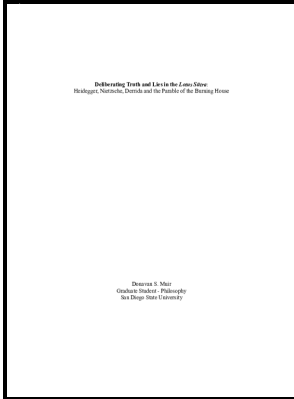 Deliberating Truth and Lies in the Lotus Sūtra:
Heidegger, Nietzsche, Derrida and the Parable of the Burning House
Donavan S. Muir
Graduate Student - Philosophy
San Diego State University